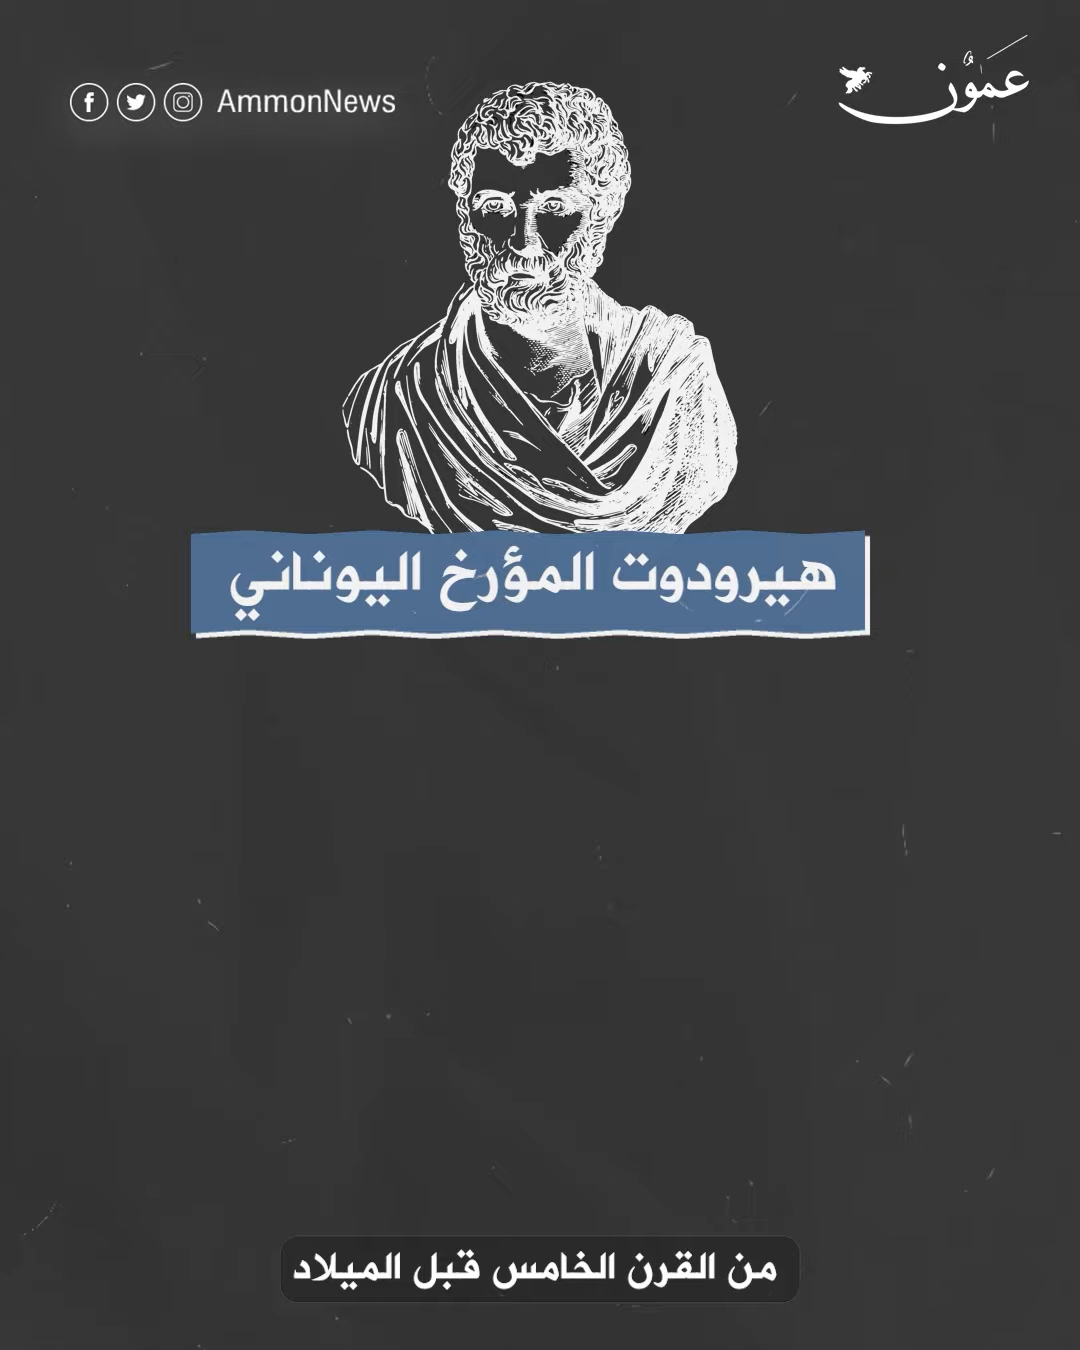 AmmonNews
عمون
هيرودوت المؤرخ اليوناني
من القرن الخامس قبل الميلاد